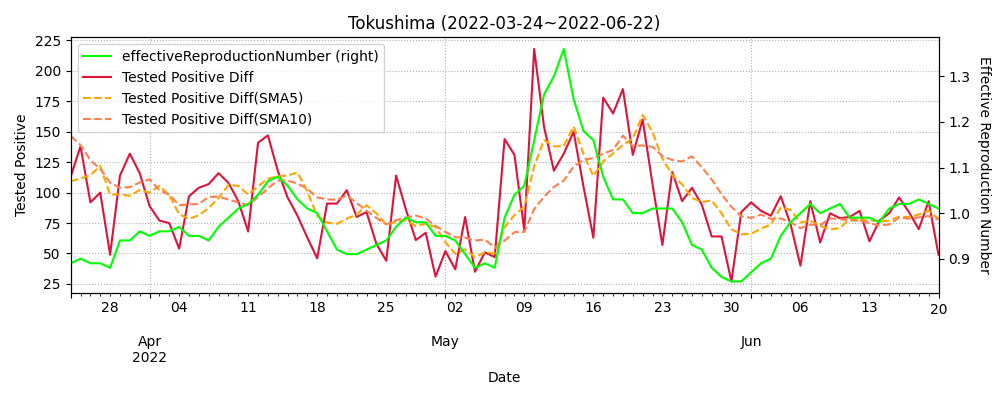 Tokushima (2022-03-24~2022-06-22)
effectiveReproductionNumber (right)
Tested Positive Diff
Tested Positive Diff(SMA5)
Tested Positive Diff(SMA10)
Tested Positive
225
200
175
150
125
100
75
50
25
Effective Reproduction Number
1.3
1.2
1.1
1.0
0.9
28 04 11 18 25 02 09 16 23 30 06 13 20
Apr May Jun
2022
Date